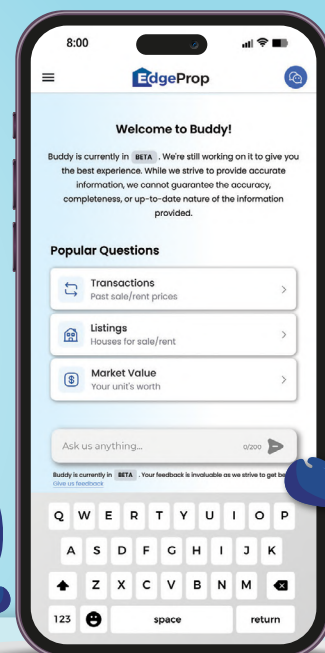 8:00
EdgeProp
Welcome to Buddy!
Buddy is currently in BETA . We're still working on it to give you
the best experience. While we strive to provide accurate
information, we cannot guarantee the accuracy,
completeness, or up-to-date nature of the information
provided.
Popular Questions
Transactions
Past sale/rent prices
Listings
Houses for sale/rent
Market Value
Your unit's worth
Ask us anything... 0/200
Buddy is currently in BETA . Your feedback is invaluable as we strive to get be
Give us feedback
Q W E R T Y U I O P
A S D F G H I J K
Z X C V B N M
123 space return